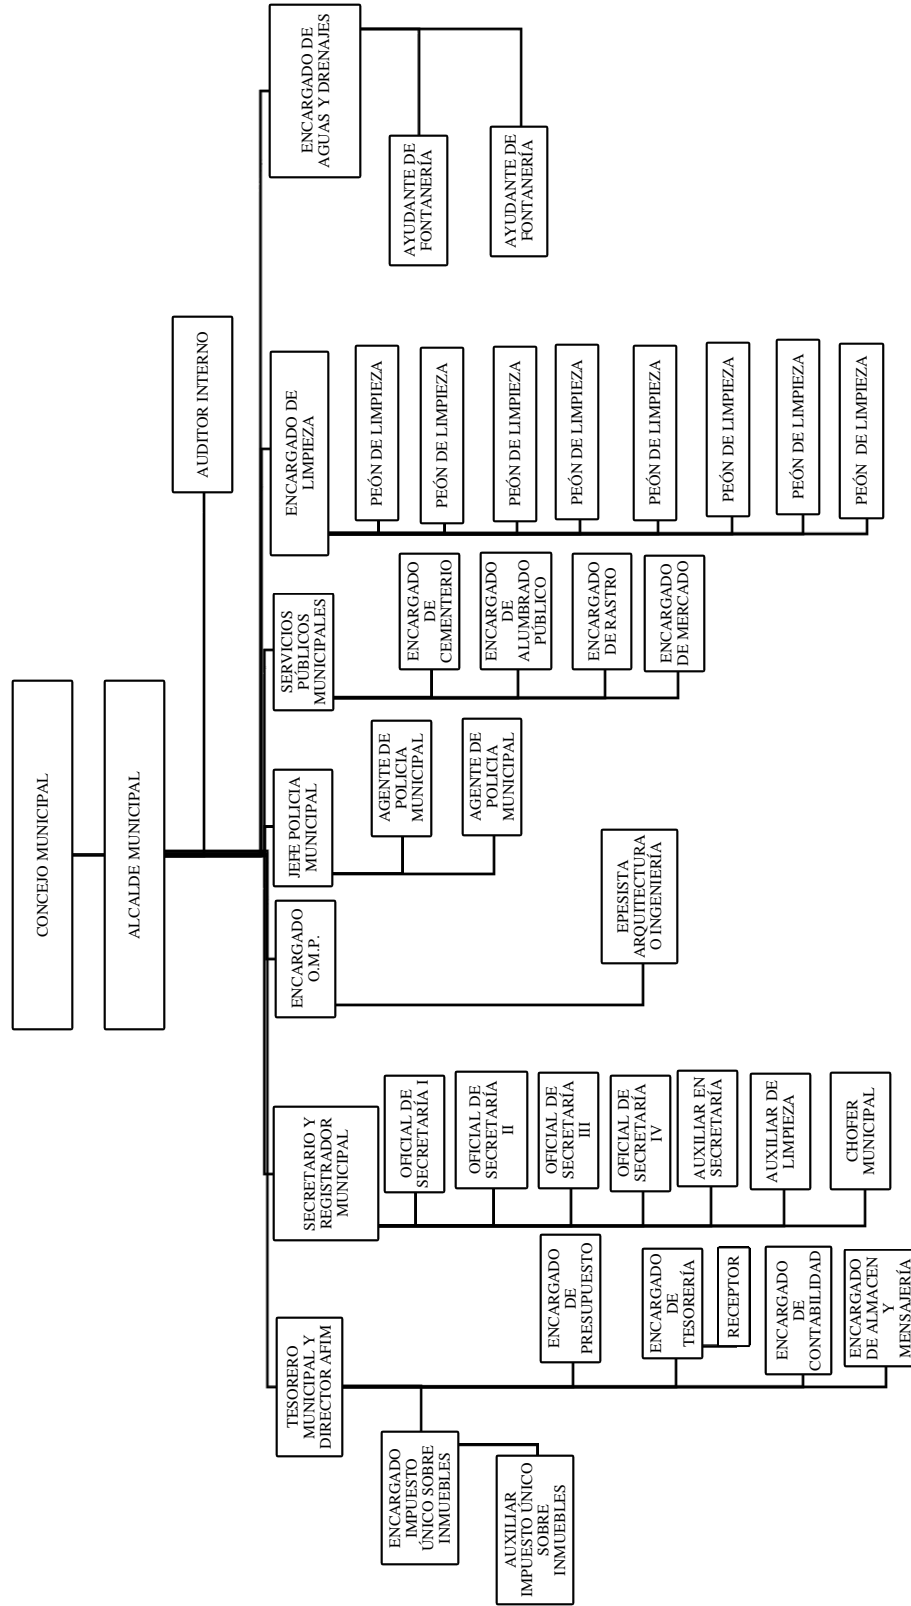 CONCEJO MUNICIPAL
ALCALDE MUNICIPAL
AUDITOR INTERNO
TESORERO
MUNICIPAL Y
DIRECTOR AFIM
SECRETARIO Y
REGISTRADOR
MUNICIPAL
ENCARGADO
O.M.P.
JEFE POLICIA
MUNICIPAL
SERVICIOS
PÚBLICOS
MUNICIPALES
ENCARGADO DE
LIMPIEZA
ENCARGADO DE
AGUAS Y DRENAJES
ENCARGADO
IMPUESTO
ÚNICO SOBRE
INMUEBLES
AUXILIAR
IMPUESTO ÚNICO
SOBRE
INMUEBLES
ENCARGADO
DE
PRESUPUESTO
ENCARGADO
DE
TESORERÍA
RECEPTOR
ENCARGADO
DE
CONTABILIDAD
ENCARGADO
DE ALMACEN
Y
MENSAJERÍA
OFICIAL DE
SECRETARÍA I
OFICIAL DE
SECRETARÍA
II
OFICIAL DE
SECRETARÍA
III
OFICIAL DE
SECRETARÍA
IV
AUXILIAR EN
SECRETARÍA
AUXILIAR DE
LIMPIEZA
CHOFER
MUNICIPAL
EPESISTA
ARQUITECTURA
O INGENIERÍA
AGENTE DE
POLICIA
MUNICIPAL
AGENTE DE
POLICIA
MUNICIPAL
ENCARGADO
DE
CEMENTERIO
ENCARGADO
DE
ALUMBRADO
PÚBLICO
ENCARGADO
DE RASTRO
ENCARGADO
DE MERCADO
PEÓN DE LIMPIEZA
PEÓN DE LIMPIEZA
PEÓN DE LIMPIEZA
PEÓN DE LIMPIEZA
PEÓN DE LIMPIEZA
PEÓN DE LIMPIEZA
PEÓN DE LIMPIEZA
PEÓN DE LIMPIEZA
AYUDANTE DE
FONTANERÍA
AYUDANTE DE
FONTANERÍA